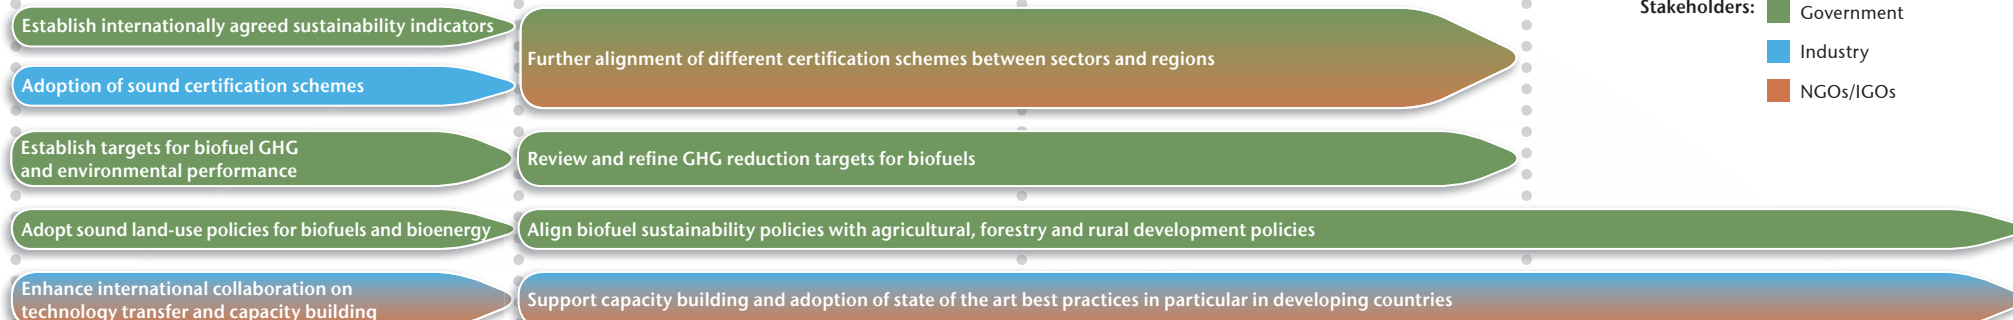 Establish internationally agreed sustainability indicators
Adoption of sound certification schemes
Further alignment of different certification schemes between sectors and regions
Stakeholders:
Government
Industry
NGOs/IGOs
Establish targets for biofuel GHG
and environmental performance
Review and refine GHG reduction targets for biofuels
Adopt sound land-use policies for biofuels and bioenergy
Align biofuel sustainability policies with agricultural, forestry and rural development policies
Enhance international collaboration on
technology transfer and capacity building
Support capacity building and adoption of state of the art best practices in particular in developing countries